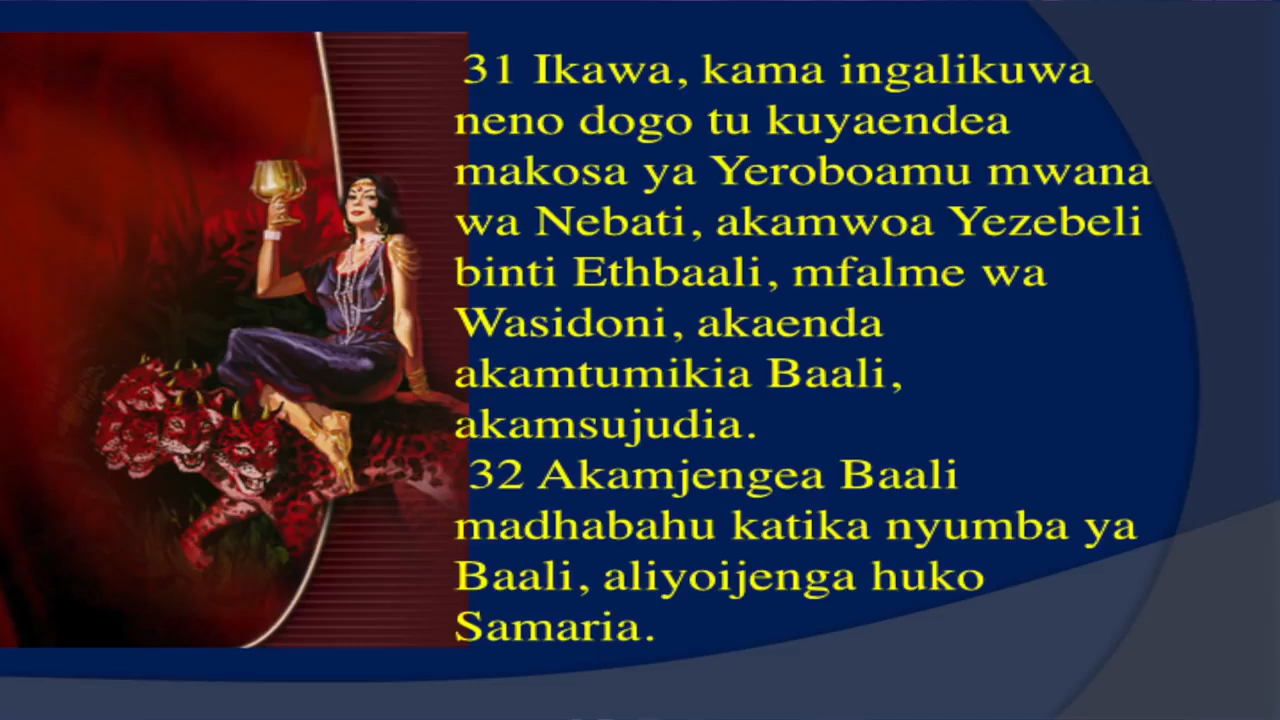 31 Ikawa, kama ingalikuwa
neno dogo tu kuyaendea
makosa ya Yeroboamu mwana
wa Nebati, akamwoa Yezebeli
binti Ethbaali, mfalme wa
Wasidoni, akaenda
akamtumikia Baali,
akamsujudia.
32 Akamjengea Baali
madhabahu katika nyumba ya
Baali, aliyoijenga huko
Samaria.